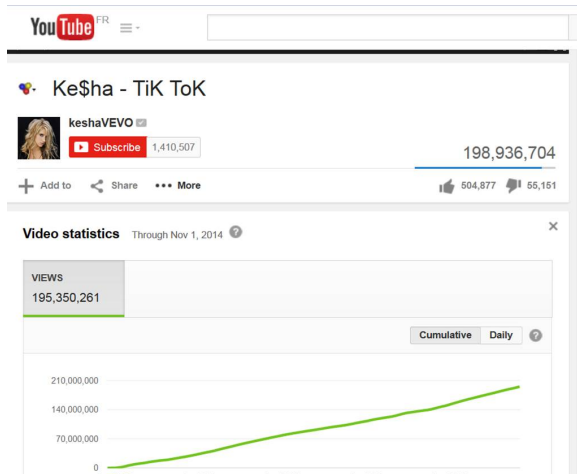 YouTube FR
Ke$ha - TiK ToK
keshaVEVO
Subscribe 1,410,507
198,936,704
Add to Share More 504,877 55,151
Video statistics Through Nov 1, 2014 ?
VIEWS
195,350,261
Cumulative Daily ?
210,000,000
140,000,000
70,000,000
0